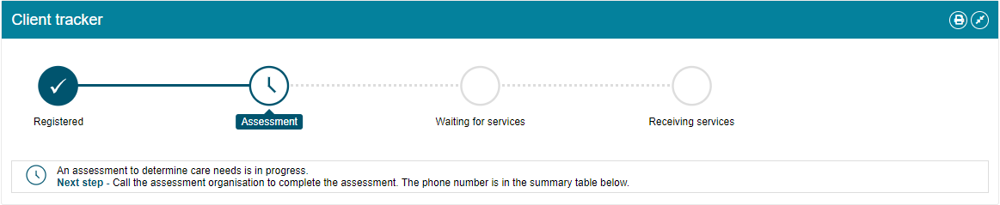 Client tracker
Registered
Assessment
Waiting for services
Receiving services
An assessment to determine care needs is in progress.
Next step - Call the assessment organisation to complete the assessment. The phone number is in the summary table below.